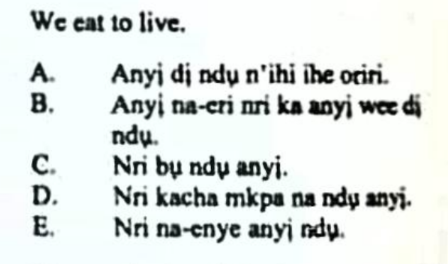 We eat to live.
A. Anyị dị ndụ n'ihi ihe oriri.
B. Anyị na-eri nri ka anyị wee dị
ndụ.
C. Nri bụ ndụ anyị.
D. Nri kacha mkpa na ndụ anyị.
E. Nri na-enye anyị ndụ.